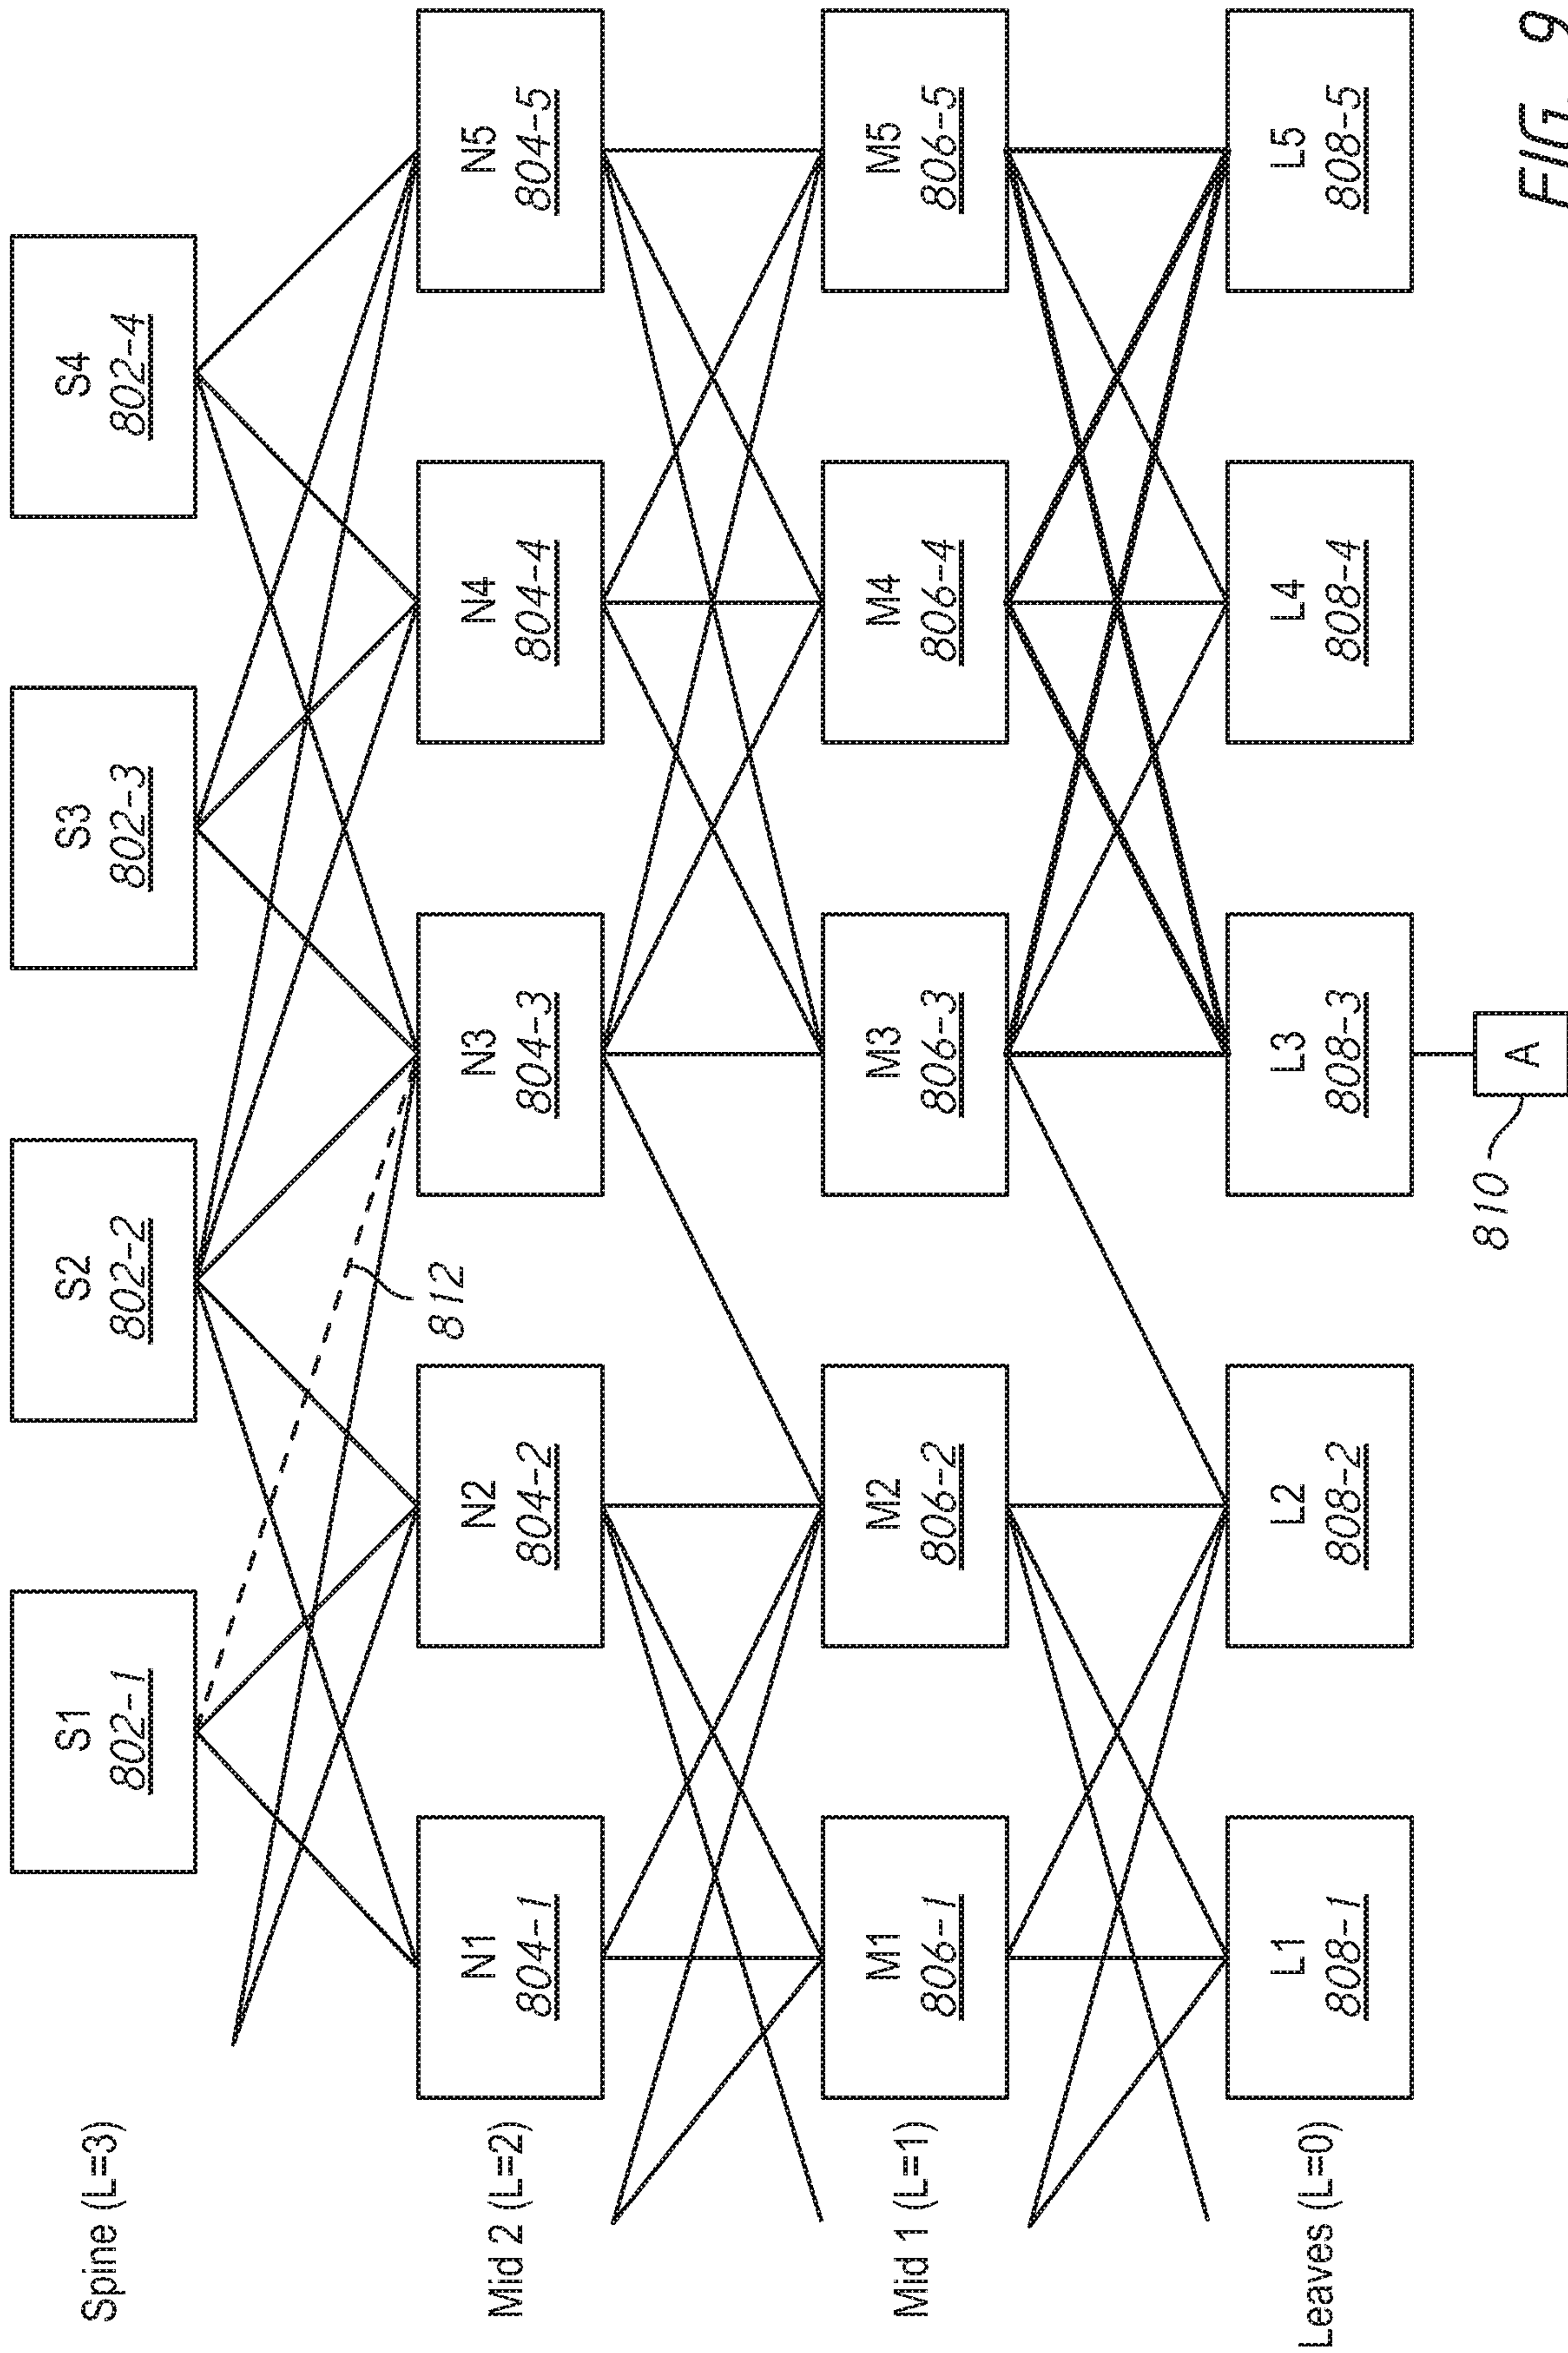 Spine (L=3)
S1
802-1
S2
802-2
S3
802-3
S4
802-4
812
Mid 2 (L=2)
N1
804-1
N2
804-2
N3
804-3
N4
804-4
N5
804-5
Mid 1 (L=1)
M1
806-1
M2
806-2
M3
806-3
M4
806-4
M5
806-5
Leaves (L=0)
L1
808-1
L2
808-2
L3
808-3
L4
808-4
L5
808-5
810
A
FIG. 9